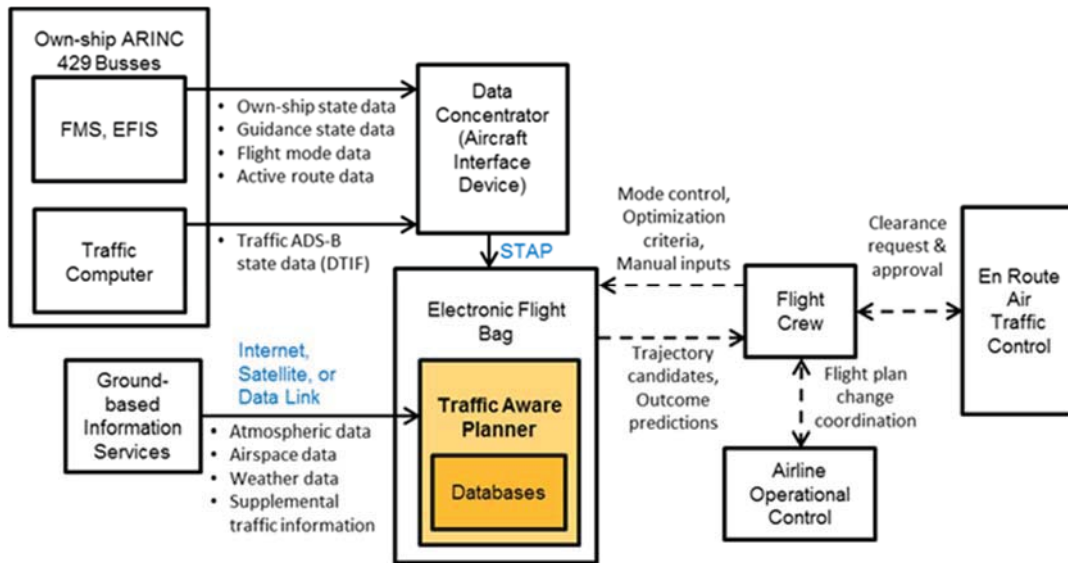 Own-ship ARINC
429 Busses
FMS, EFIS
Traffic
Computer
• Own-ship state data
• Guidance state data
• Flight mode data
• Active route data
• Traffic ADS-B
state data (DTIF)
Data
Concentrator
(Aircraft
Interface
Device)
STAP
Ground-
based
Information
Services
Internet,
Satellite, or
Data Link
• Atmospheric data
• Airspace data
• Weather data
• Supplemental
traffic information
Electronic Flight
Bag
Traffic Aware
Planner
Databases
Mode control,
Optimization
criteria,
Manual inputs
Trajectory
candidates,
Outcome
predictions
Flight
Crew
Clearance
request &
approval
En Route
Air
Traffic
Control
Flight plan
change
coordination
Airline
Operational
Control